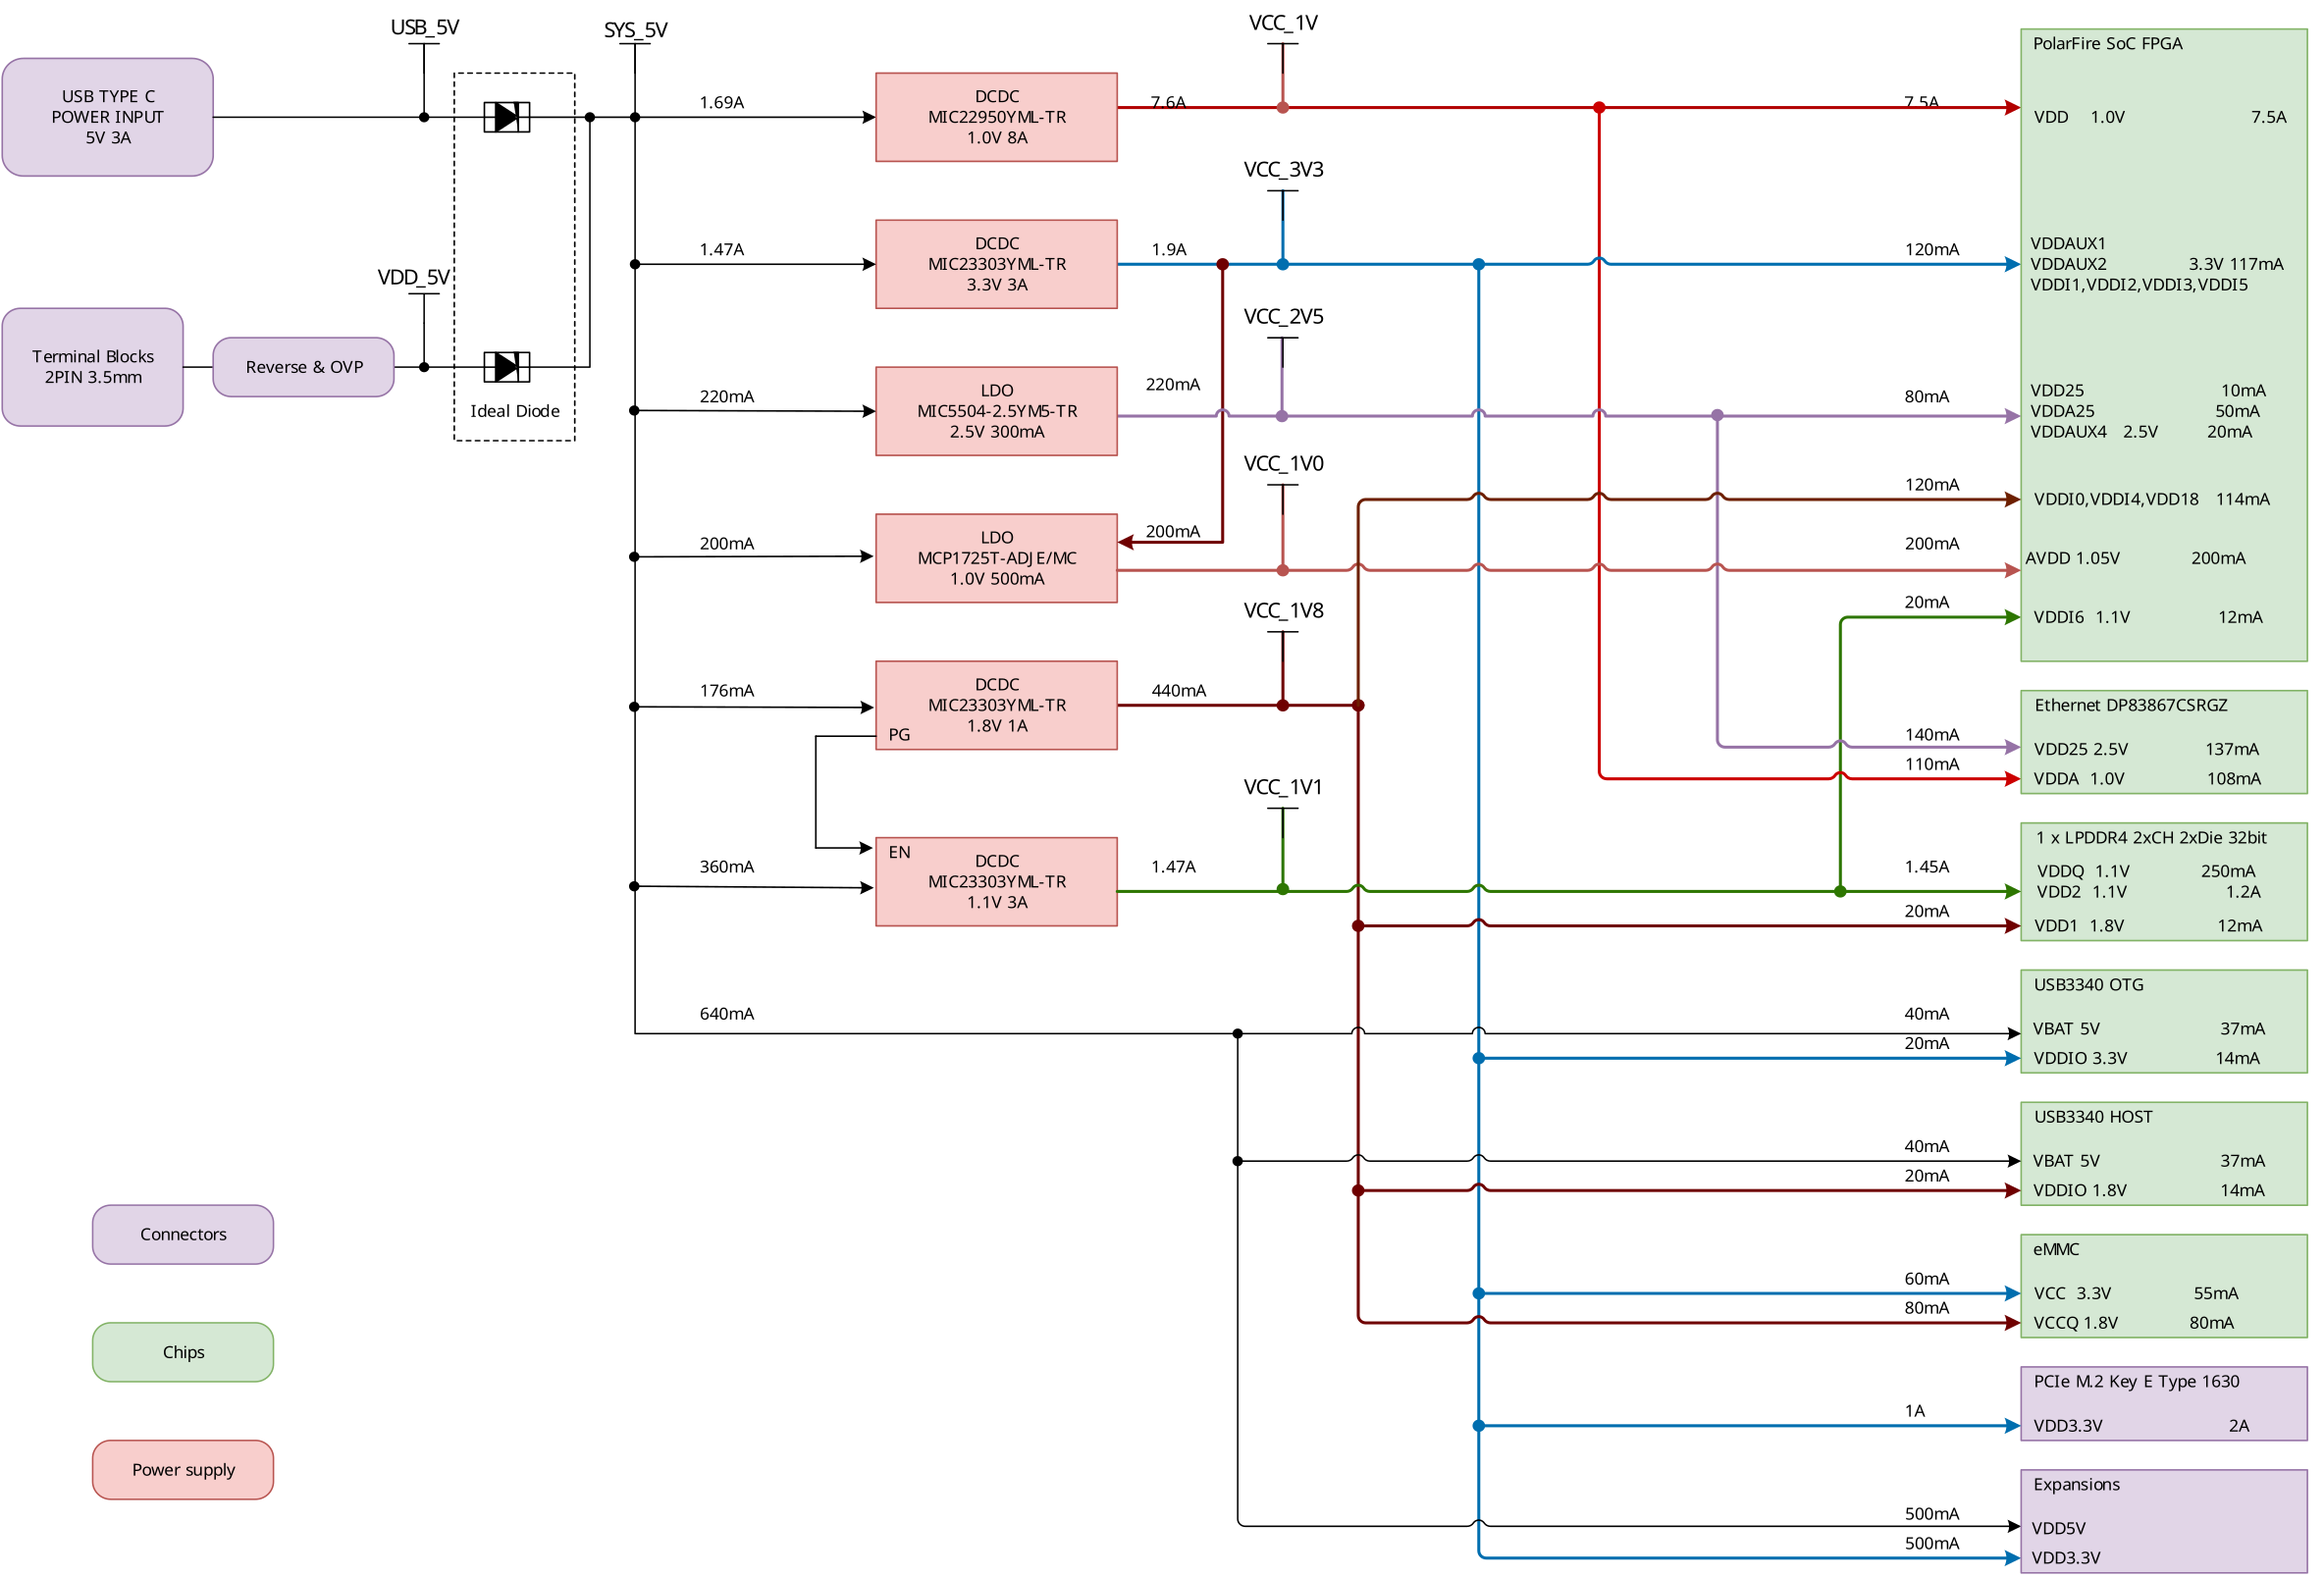 USB_5V
SYS_5V
VCC_1V
USB TYPE C
POWER INPUT
5V 3A
1.69A
DCDC
MIC22950YML-TR
1.0V 8A
7.6A
7.5A
PolarFire SoC FPGA
VDD 1.0V 7.5A
VCC_3V3
1.47A
DCDC
MIC23303YML-TR
3.3V 3A
1.9A
120mA
VDDAUX1
VDDAUX2 3.3V 117mA
VDDI1,VDDI2,VDDI3,VDDI5
VDD_5V
Terminal Blocks
2PIN 3.5mm
Reverse & OVP
Ideal Diode
VCC_2V5
220mA
LDO
MIC5504-2.5YM5-TR
2.5V 300mA
220mA
80mA
VDD25 10mA
VDDA25 50mA
VDDAUX4 2.5V 20mA
VCC_1V0
120mA
VDDI0,VDDI4,VDD18 114mA
200mA
LDO
MCP1725T-ADJE/MC
1.0V 500mA
200mA
200mA
AVDD 1.05V 200mA
VCC_1V8
20mA
VDDI6 1.1V 12mA
176mA
DCDC
MIC23303YML-TR
1.8V 1A
PG
440mA
Ethernet DP83867CSRGZ
140mA
VDD25 2.5V 137mA
110mA
VDDA 1.0V 108mA
VCC_1V1
360mA
EN
DCDC
MIC23303YML-TR
1.1V 3A
1.47A
1.45A
1 x LPDDR4 2xCH 2xDie 32bit
VDDQ 1.1V 250mA
VDD2 1.1V 1.2A
20mA
VDD1 1.8V 12mA
640mA
USB3340 OTG
40mA
VBAT 5V 37mA
20mA
VDDIO 3.3V 14mA
USB3340 HOST
40mA
VBAT 5V 37mA
20mA
VDDIO 1.8V 14mA
eMMC
60mA
VCC 3.3V 55mA
80mA
VCCQ 1.8V 80mA
PCIe M.2 Key E Type 1630
1A
VDD3.3V 2A
Expansions
500mA
VDD5V
500mA
VDD3.3V
Connectors
Chips
Power supply